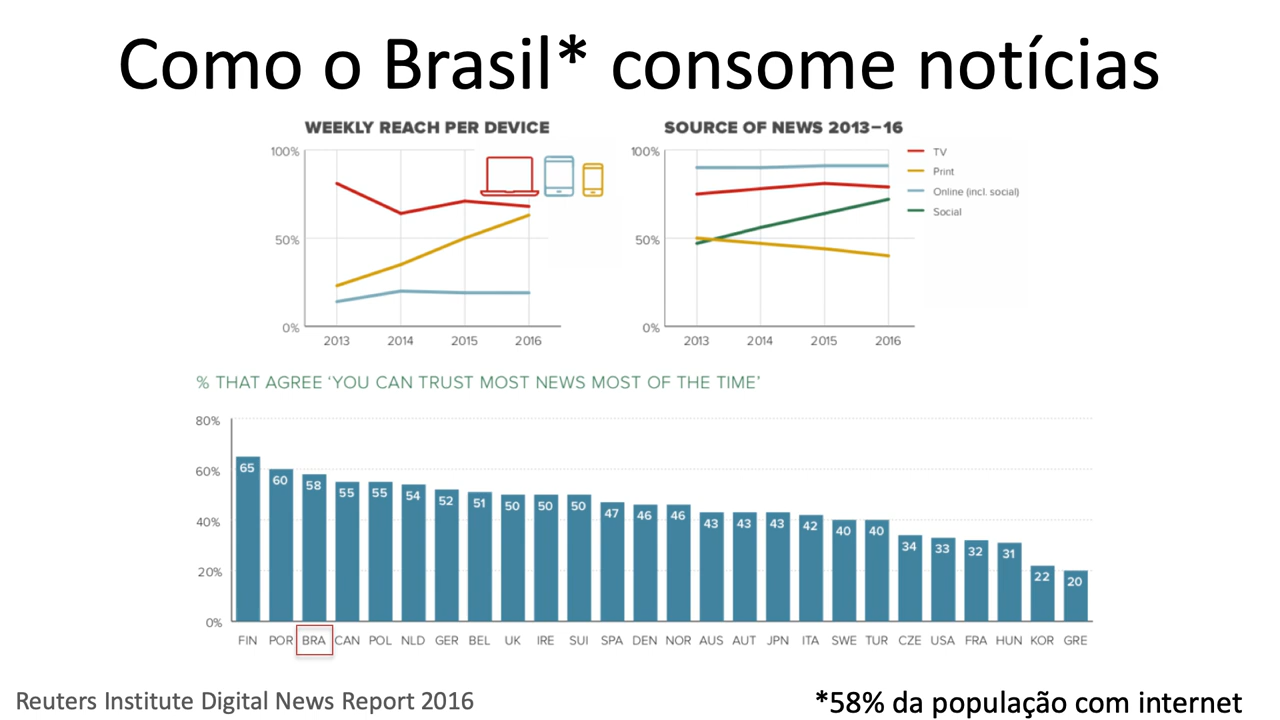 Como o Brasil* consome notícias
WEEKLY REACH PER DEVICE
100%
50%
0%
2013 2014 2015 2016
SOURCE OF NEWS 2013–16
100%
50%
0%
2013 2014 2015 2016
TV
Print
Online (incl. social)
Social
% THAT AGREE ‘YOU CAN TRUST MOST NEWS MOST OF THE TIME’
80%
60%
40%
20%
0%
65 60 58 55 55 54 52 51 50 50 50 47 46 46 43 43 43 42 40 40 34 33 32 31 22 20
FIN POR BRA CAN POL NLD GER BEL UK IRE SUI SPA DEN NOR AUS AUT JPN ITA SWE TUR CZE USA FRA HUN KOR GRE
Reuters Institute Digital News Report 2016
*58% da população com internet